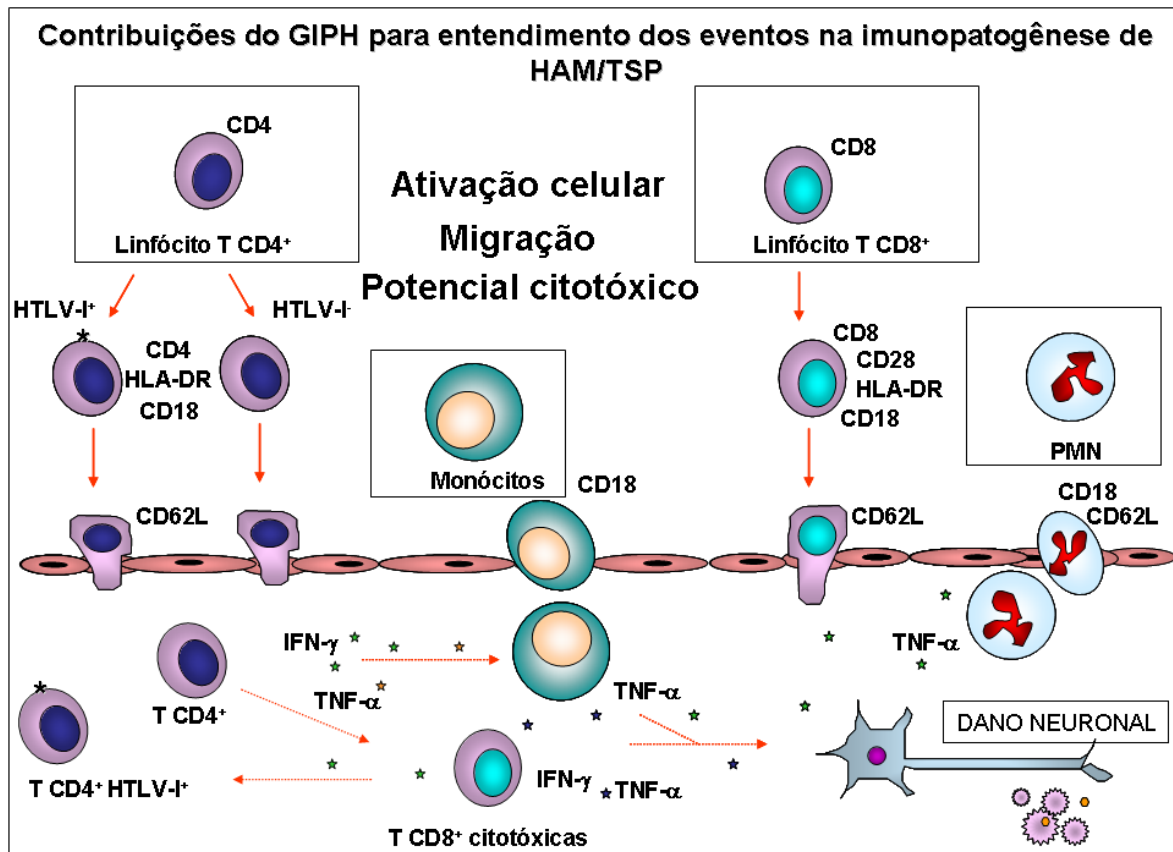 Contribuições do GIPH para entendimento dos eventos na imunopatogênese de
HAM/TSP
CD4
Linfócito T CD4⁺
Ativação celular
Migração
Potencial citotóxico
CD8
Linfócito T CD8⁺
HTLV-I⁺
HTLV-I⁻
*
CD4
HLA-DR
CD18
CD8
CD28
HLA-DR
CD18
Monócitos
PMN
CD62L
CD18
CD62L
CD18
CD62L
IFN-γ
TNF-α
T CD4⁺
*
T CD4⁺ HTLV-I⁺
TNF-α
IFN-γ
TNF-α
T CD8⁺ citotóxicas
TNF-α
DANO NEURONAL